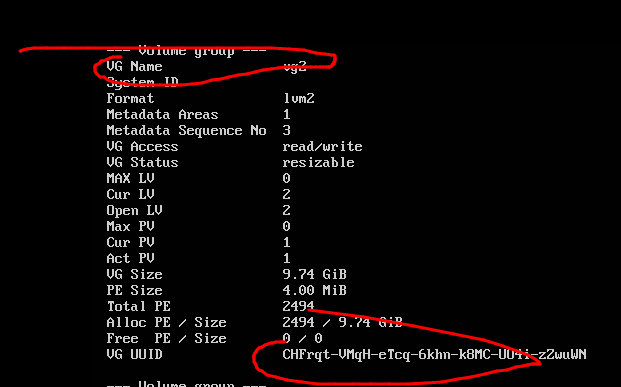 --- Volume group ---
VG Name vg2
System ID
Format lvm2
Metadata Areas 1
Metadata Sequence No 3
VG Access read/write
VG Status resizable
MAX LV 0
Cur LV 2
Open LV 2
Max PV 0
Cur PV 1
Act PV 1
VG Size 9.74 GiB
PE Size 4.00 MiB
Total PE 2494
Alloc PE / Size 2494 / 9.74 GiB
Free PE / Size 0 / 0
VG UUID CHFrqt-VMqH-eTcq-6khm-k8MC-UU4i-zZwuWN
--- Volume group ---